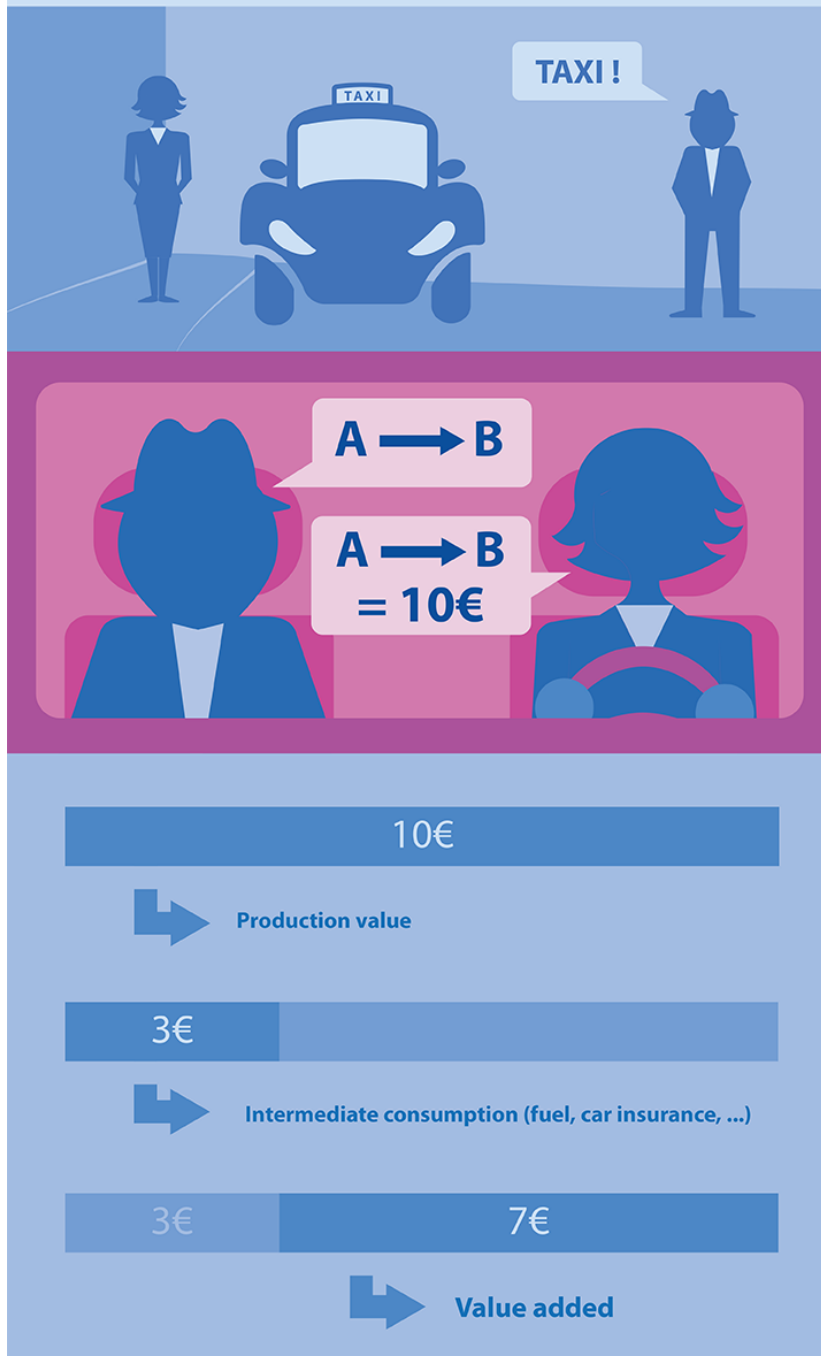 TAXI !
TAXI
A → B
A → B
= 10€
10€
Production value
3€
Intermediate consumption (fuel, car insurance, ...)
3€ 7€
Value added